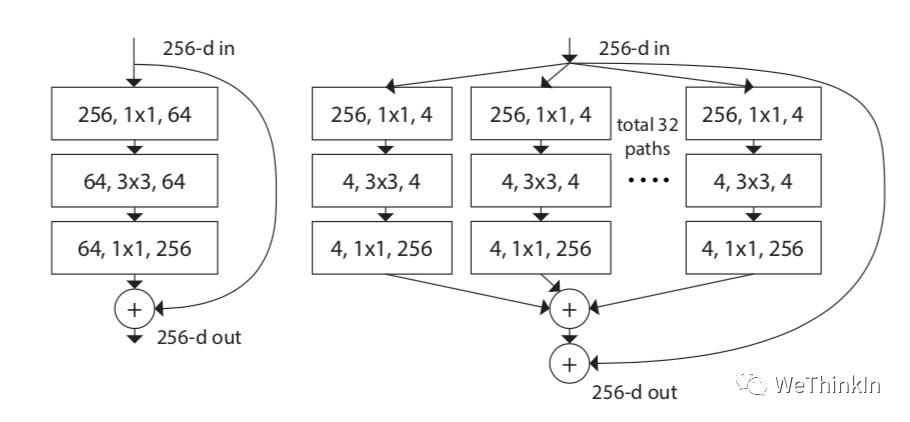 256-d in
256, 1x1, 64
64, 3x3, 64
64, 1x1, 256
+
256-d out
256-d in
256, 1x1, 4
256, 1x1, 4
total 32
paths
256, 1x1, 4
4, 3x3, 4
4, 3x3, 4
....
4, 3x3, 4
4, 1x1, 256
4, 1x1, 256
4, 1x1, 256
+
+
256-d out
WeThinkIn